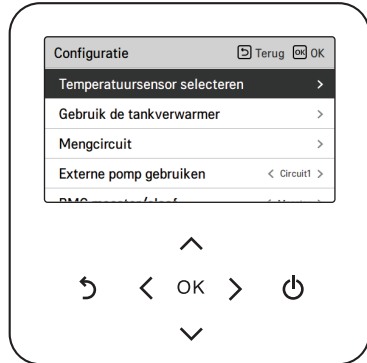 Configuratie Terug OK OK
Temperatuursensor selecteren >
Gebruik de tankverwarmer >
Mengcircuit >
Externe pomp gebruiken < Circuit1 >
OK